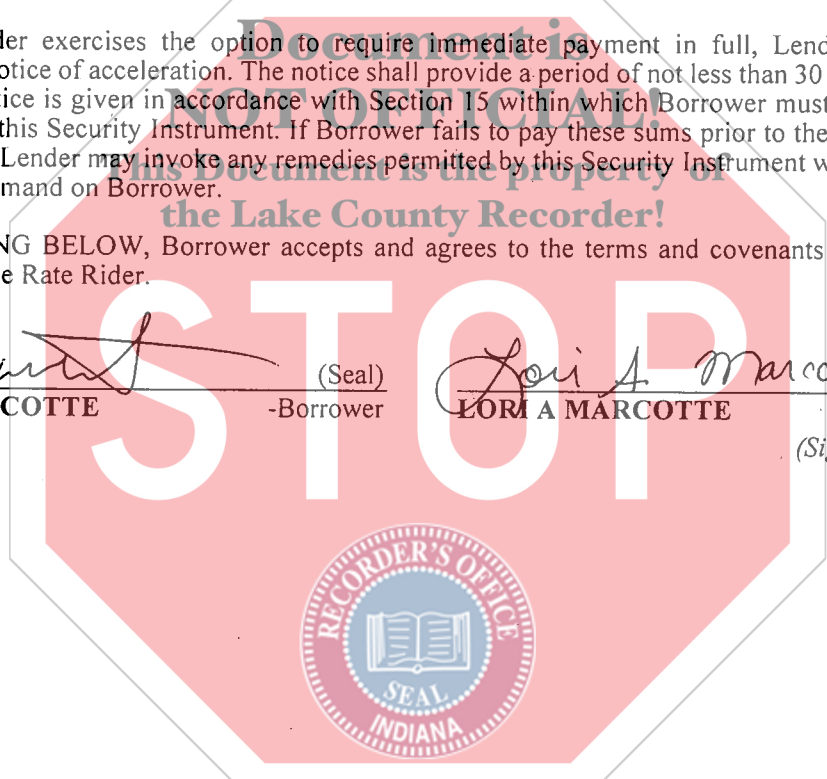 Document is
der exercises the option to require immediate payment in full, Lend
otice of acceleration. The notice shall provide a period of not less than 30
NOT OFFICIAL!
tice is given in accordance with Section 15 within which Borrower must
this Security Instrument. If Borrower fails to pay these sums prior to the
Lender may invoke any remedies permitted by this Security Instrument w
This Document is the property of
mand on Borrower.
the Lake County Recorder!
NG BELOW, Borrower accepts and agrees to the terms and covenants
e Rate Rider.
STOP
Lori A Marco
(Seal)
COTTE -Borrower LORI A MARCOTTE
(Si
RECORDER'S OFFICE
SEAL
INDIANA